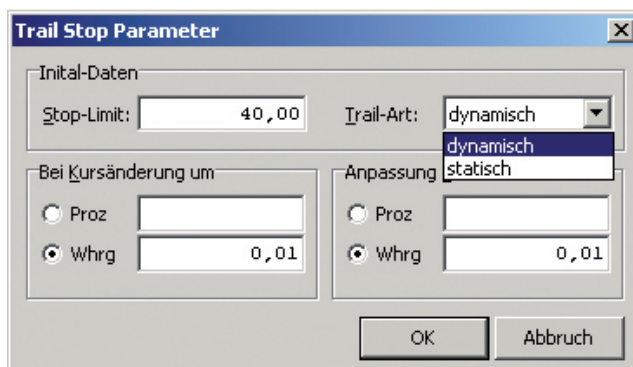 Trail Stop Parameter
Inital-Daten
Stop-Limit: 40,00 Trail-Art: dynamisch
dynamisch
statisch
Bei Kursänderung um
Proz
Whrg 0,01
Anpassung
Proz
Whrg 0,01
OK Abbruch